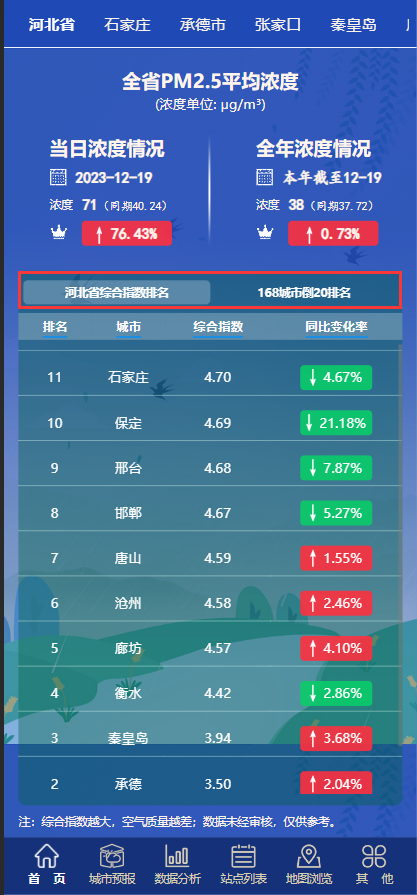 河北省 石家庄 承德市 张家口 秦皇岛
全省PM2.5平均浓度
(浓度单位: μg/m³)
当日浓度情况 全年浓度情况
2023-12-19 本年截至12-19
浓度 71 (同期40.24) 浓度 38 (同期37.72)
↑ 76.43% ↑ 0.73%
河北省综合指数排名 168城市倒20排名
排名 城市 综合指数 同比变化率
11 石家庄 4.70 ↓ 4.67%
10 保定 4.69 ↓ 21.18%
9 邢台 4.68 ↓ 7.87%
8 邯郸 4.67 ↓ 5.27%
7 唐山 4.59 ↑ 1.55%
6 沧州 4.58 ↑ 2.46%
5 廊坊 4.57 ↑ 4.10%
4 衡水 4.42 ↓ 2.86%
3 秦皇岛 3.94 ↑ 3.68%
2 承德 3.50 ↑ 2.04%
注: 综合指数越大，空气质量越差；数据未经审核，仅供参考。
首 页 城市预报 数据分析 站点列表 地图浏览 其 他